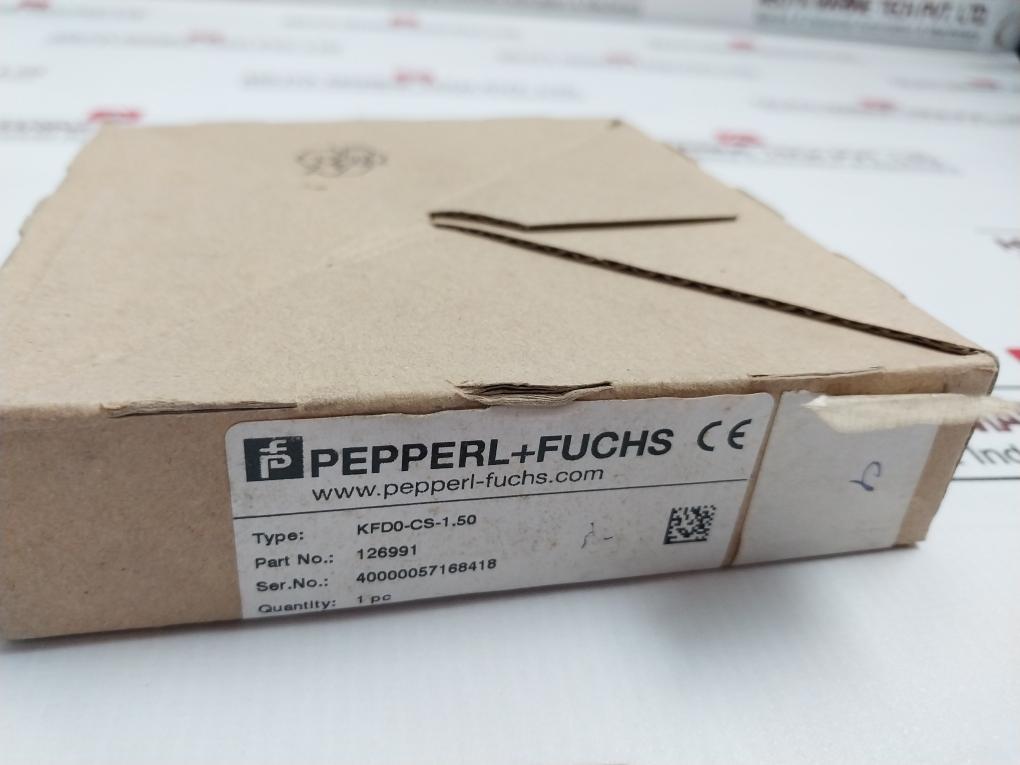 PEPPERL+FUCHS CE
www.pepperl-fuchs.com
Type: KFD0-CS-1.50
Part No.: 126991
Ser.No.: 40000057168418
Quantity: 1 pc